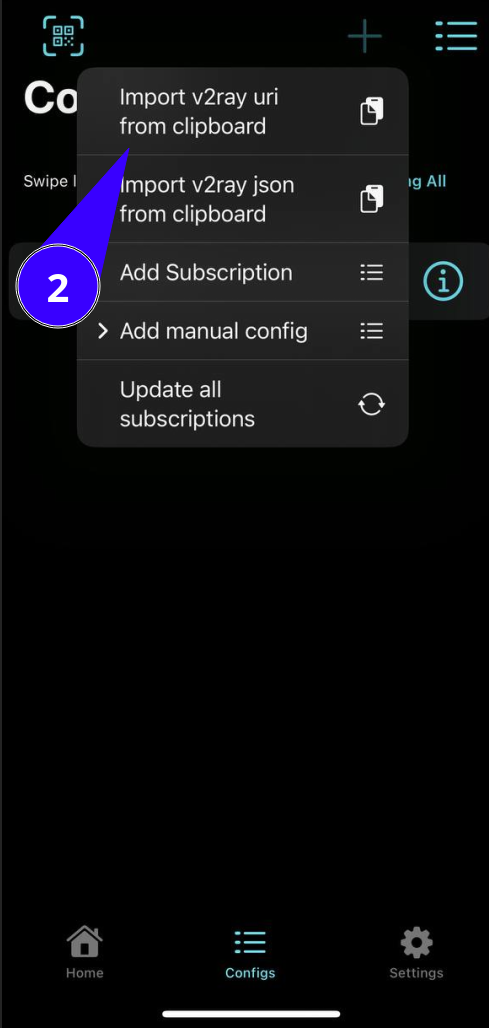 Co
Import v2ray uri
from clipboard
Swipe
Import v2ray json
from clipboard
ng All
2
Add Subscription
Add manual config
Update all
subscriptions
Home
Configs
Settings